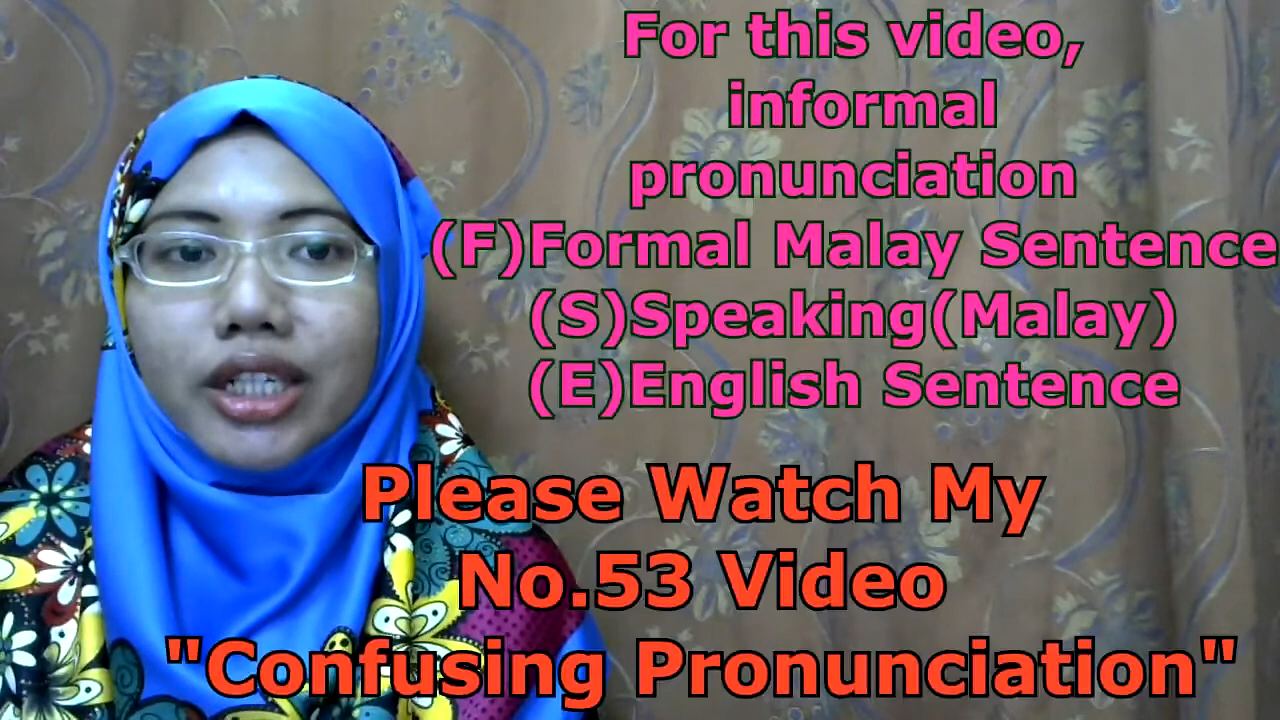 For this video,
informal
pronunciation
(F)Formal Malay Sentence
(S)Speaking(Malay)
(E)English Sentence
Please Watch My
No.53 Video
"Confusing Pronunciation"